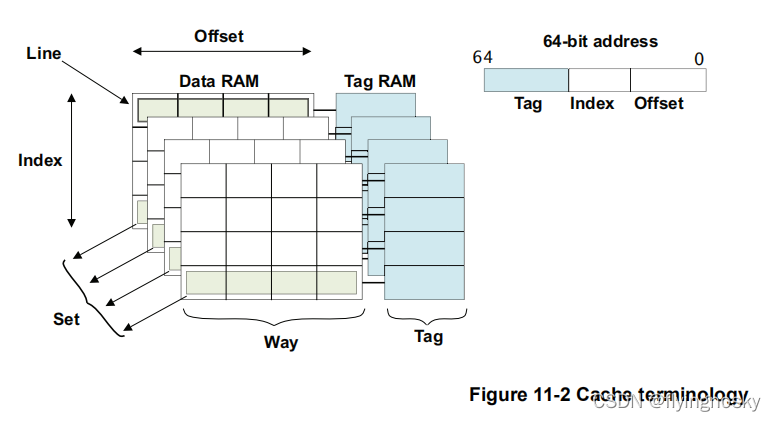 Offset
64-bit address
Line
64
0
Data RAM
Tag RAM
Tag
Index
Offset
Index
Set
Way
Tag
Figure 11-2 Cache terminology
CSDN @flyingnosky